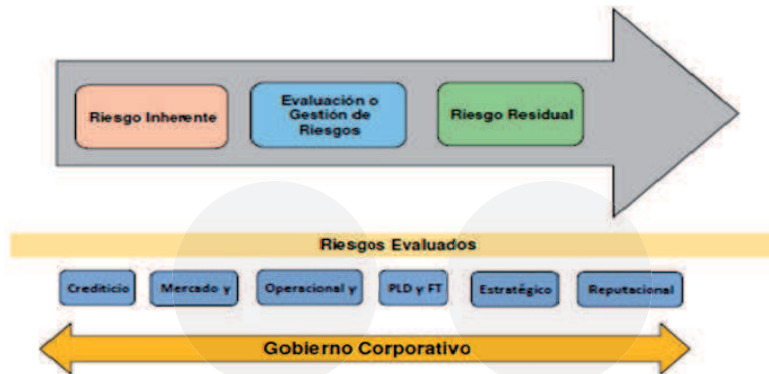 Riesgo Inherente
Evaluación o
Gestión de
Riesgos
Riesgo Residual
Riesgos Evaluados
Crediticio
Mercado y
Operacional y
PLD y FT
Estratégico
Reputacional
Gobierno Corporativo